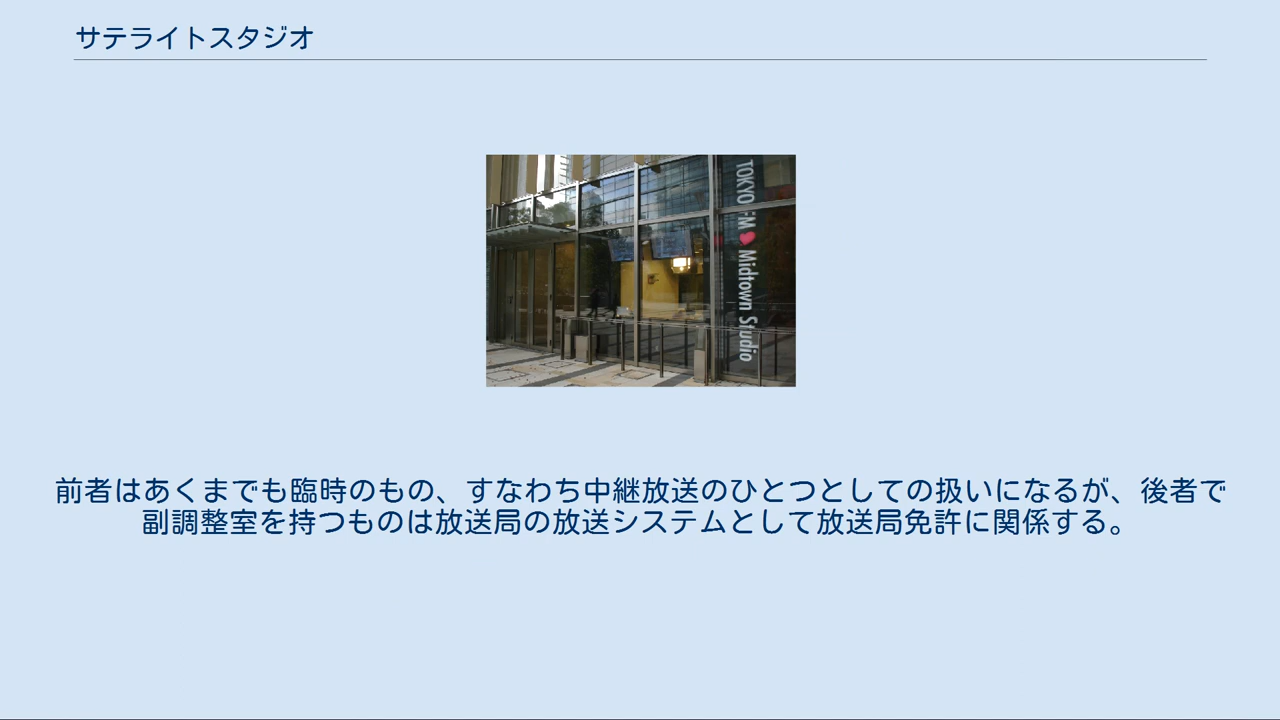 サテライトスタジオ
TOKYO FM♥Midtown Studio
前者はあくまでも臨時のもの、すなわち中継放送のひとつとしての扱いになるが、後者で
副調整室を持つものは放送局の放送システムとして放送局免許に関係する。